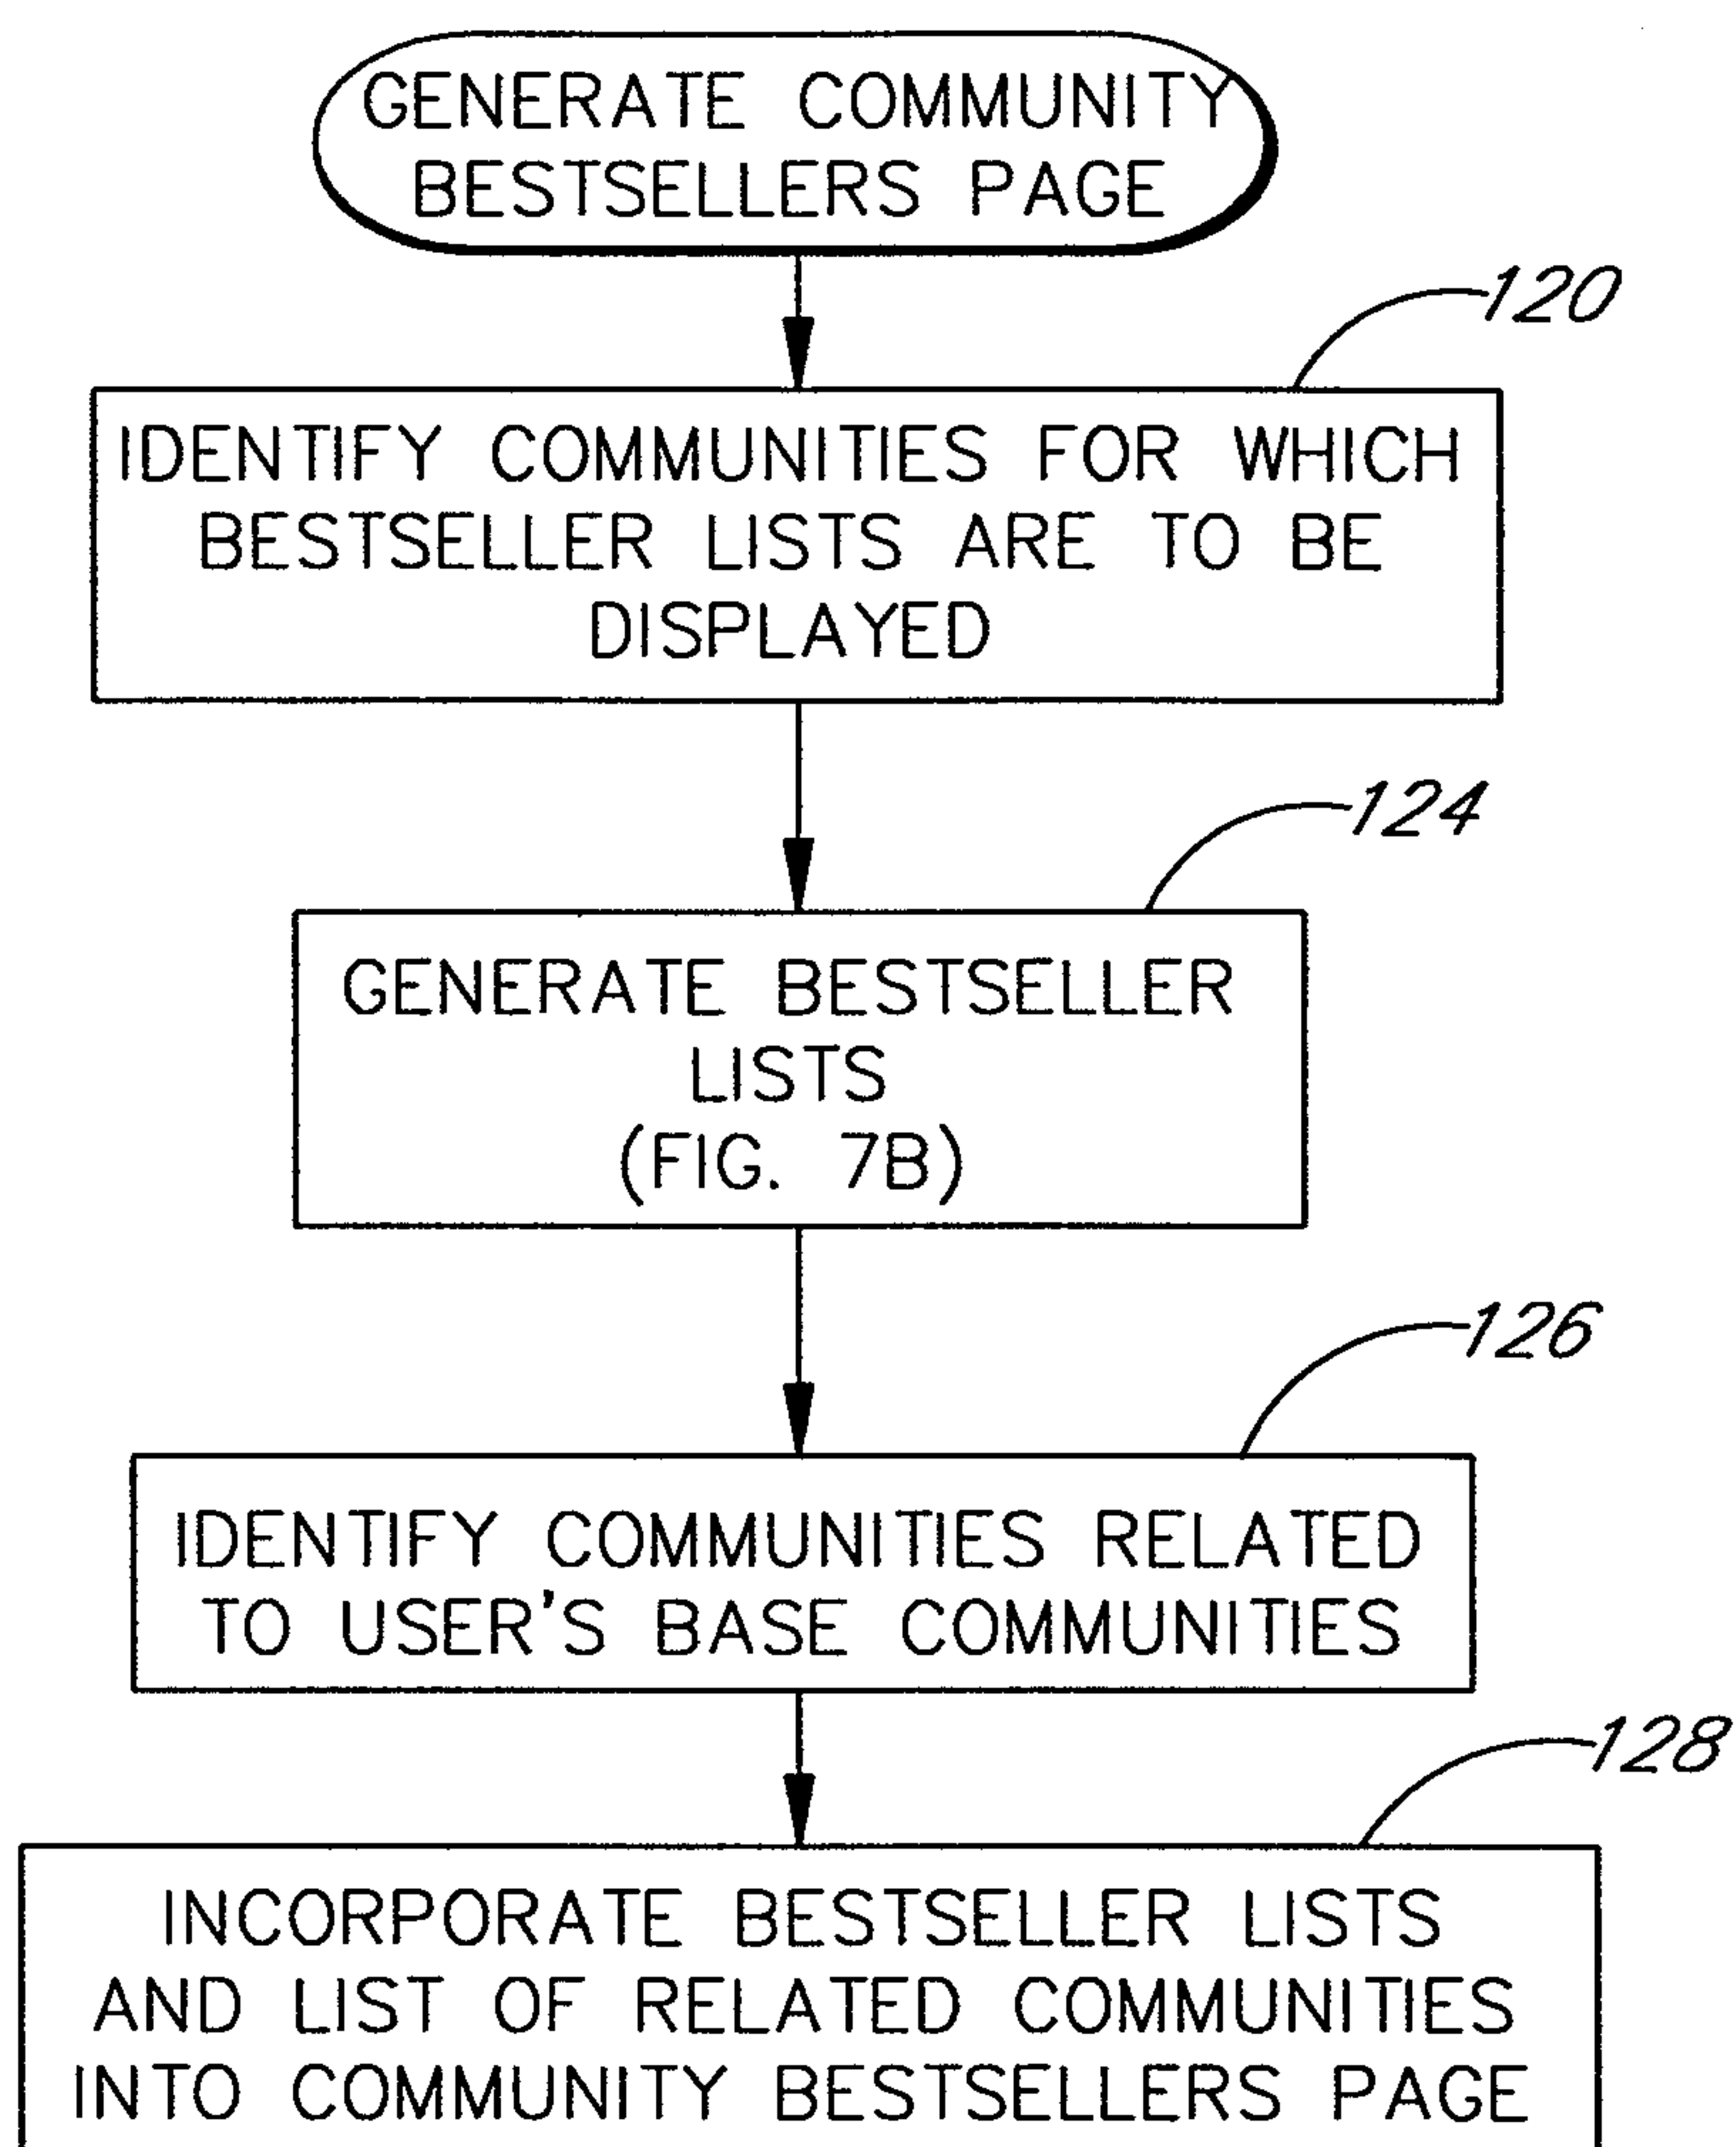 GENERATE COMMUNITY
BESTSELLERS PAGE
120
IDENTIFY COMMUNITIES FOR WHICH
BESTSELLER LISTS ARE TO BE
DISPLAYED
124
GENERATE BESTSELLER
LISTS
(FIG. 7B)
126
IDENTIFY COMMUNITIES RELATED
TO USER'S BASE COMMUNITIES
128
INCORPORATE BESTSELLER LISTS
AND LIST OF RELATED COMMUNITIES
INTO COMMUNITY BESTSELLERS PAGE